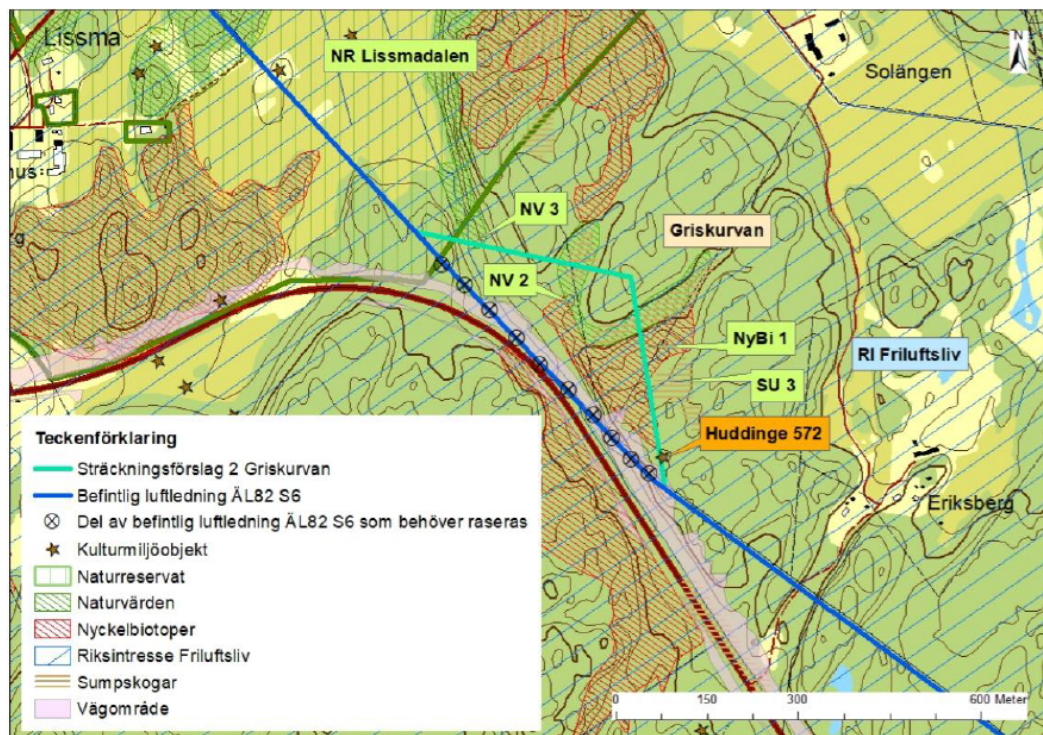 Lissma
NR Lissmadalen
N
Solängen
NV 3
Griskurvan
NV 2
NyBi 1
RI Friluftsliv
SU 3
Huddinge 572
Eriksberg
Teckenförklaring
Sträckningsförslag 2 Griskurvan
Befintlig luftledning ÄL82 S6
Del av befintlig luftledning ÄL82 S6 som behöver raseras
Kulturmiljöobjekt
Naturreservat
Naturvärden
Nyckelbiotoper
Riksintresse Friluftsliv
Sumpskogar
Vägområde
0 150 300 600 Meter